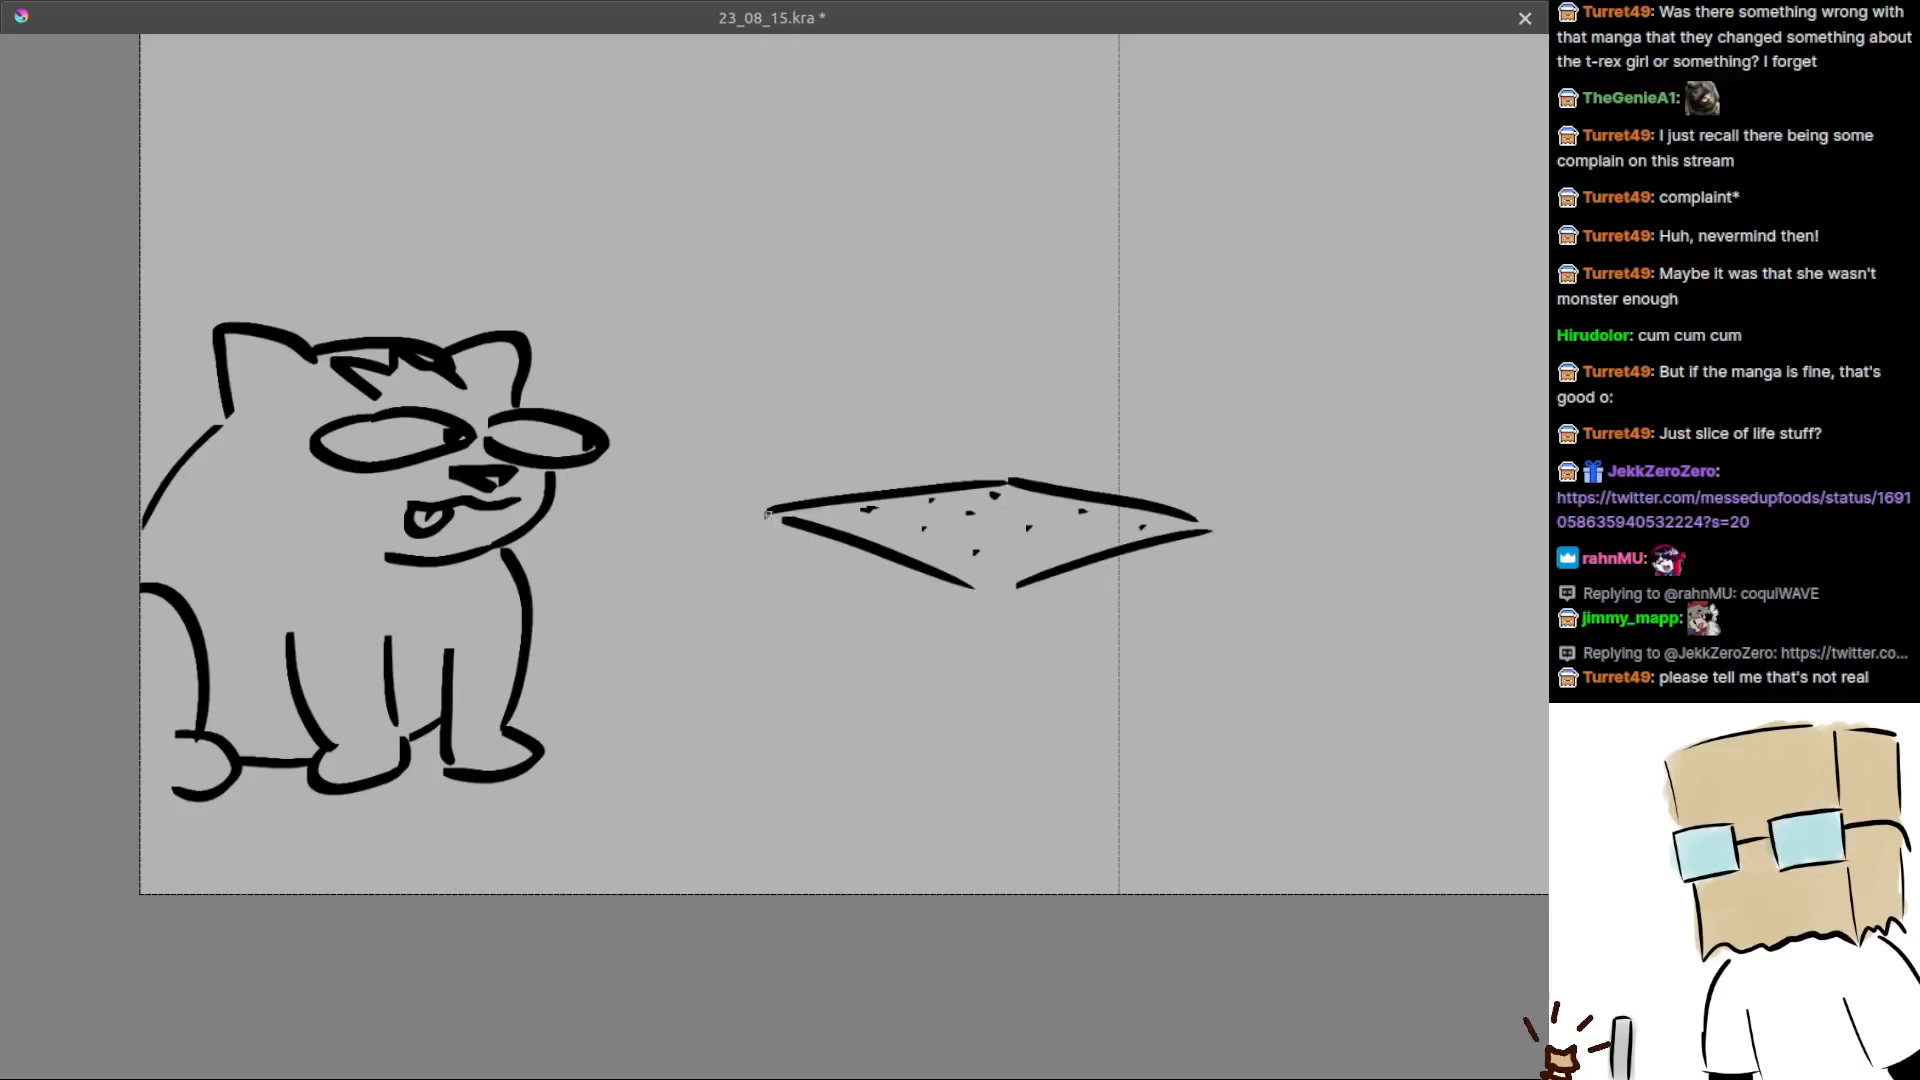 23_08_15.kra *
Turret49: Was there something wrong with
that manga that they changed something about
the t-rex girl or something? I forget
TheGenieA1:
Turret49: I just recall there being some
complain on this stream
Turret49: complaint*
Turret49: Huh, nevermind then!
Turret49: Maybe it was that she wasn't
monster enough
Hirudolor: cum cum cum
Turret49: But if the manga is fine, that's
good o:
Turret49: Just slice of life stuff?
JekkZeroZero:
https://twitter.com/messedupfoods/status/1691
058635940532224?s=20
rahnMU:
Replying to @rahnMU: coquiWAVE
jimmy_mapp:
Replying to @JekkZeroZero: https://twitter.co...
Turret49: please tell me that's not real